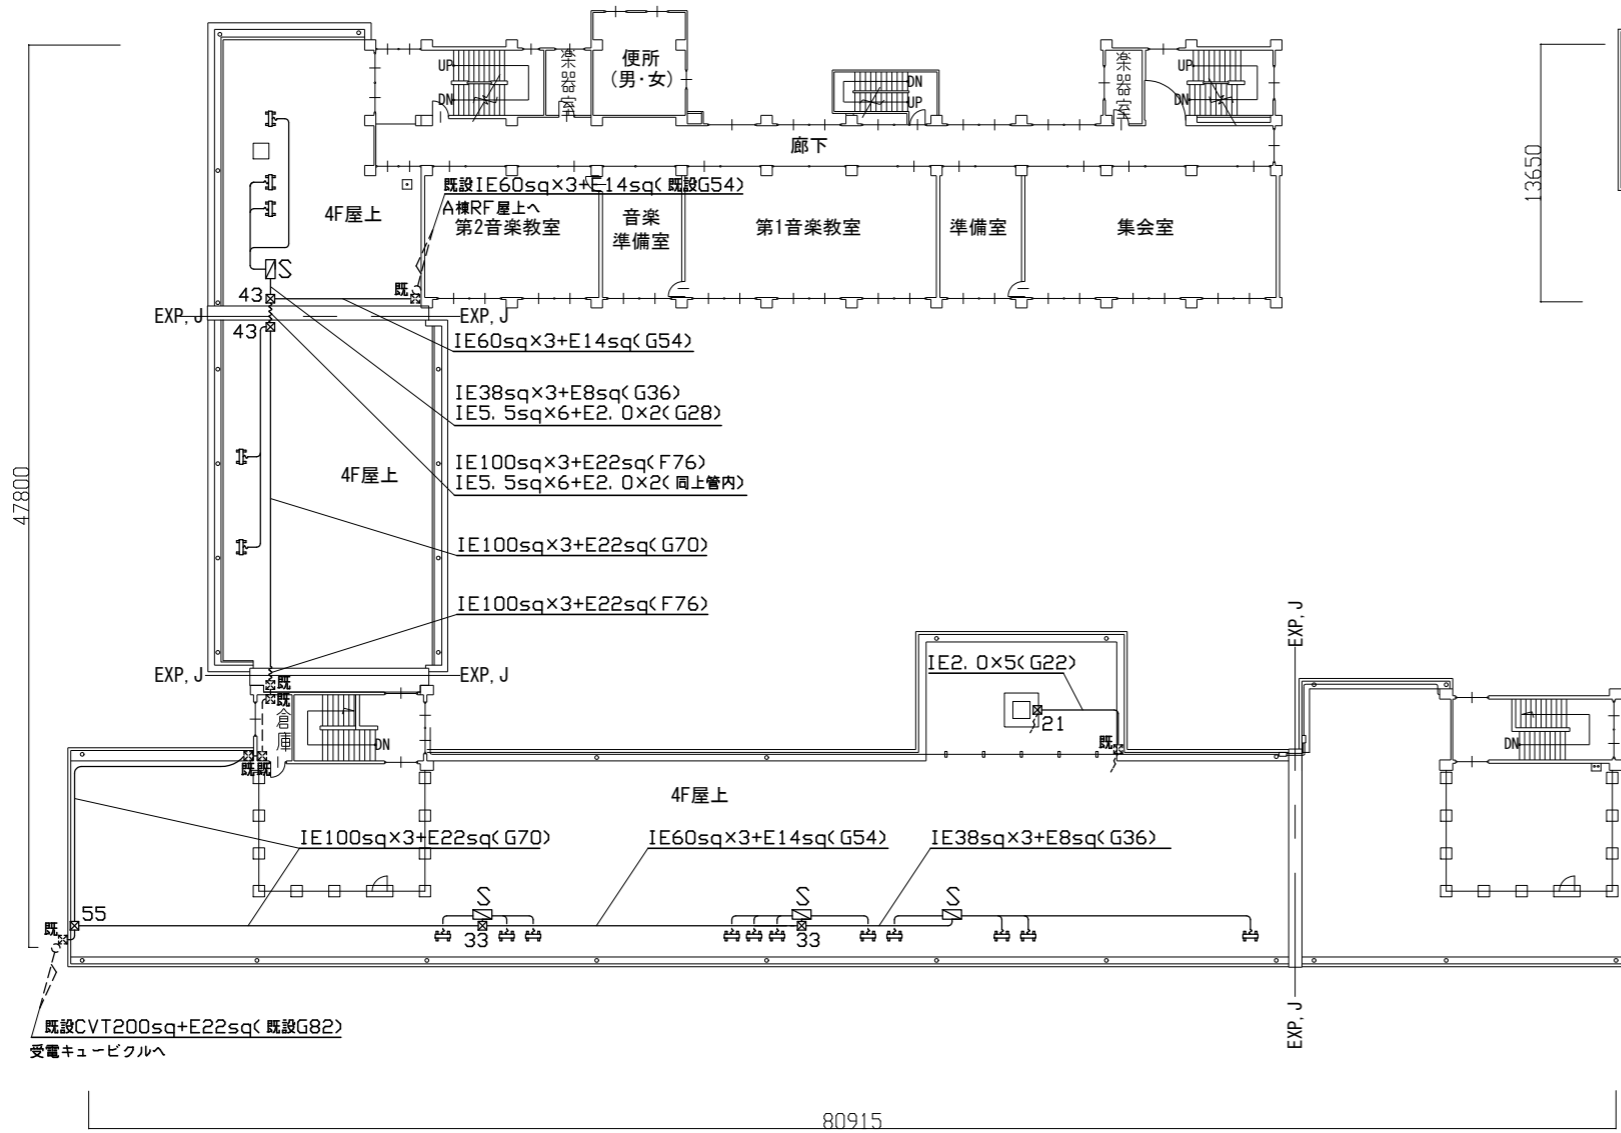 便所
(男・女)
楽器室
楽器室
UP
DN
DN
UP
UP
DN
廊下
13650
既設IE60sq×3+E14sq(既設G54)
A棟RF屋上へ
4F屋上
第2音楽教室
音楽
準備室
第1音楽教室
準備室
集会室
S
既
43
EXP,J
EXP,J
43
IE60sq×3+E14sq(G54)
IE38sq×3+E8sq(G36)
IE5.5sq×6+E2.0×2(G28)
IE100sq×3+E22sq(F76)
IE5.5sq×6+E2.0×2(同上管内)
4F屋上
47800
IE100sq×3+E22sq(G70)
IE100sq×3+E22sq(F76)
EXP,J
EXP,J
EXP,J
既
既
倉庫
DN
IE2.0×5(G22)
21
既
DN
既既
4F屋上
IE100sq×3+E22sq(G70)
IE60sq×3+E14sq(G54)
IE38sq×3+E8sq(G36)
S
S
S
55
既
33
33
既設CVT200sq+E22sq(既設G82)
受電キュービクルへ
EXP,J
80915